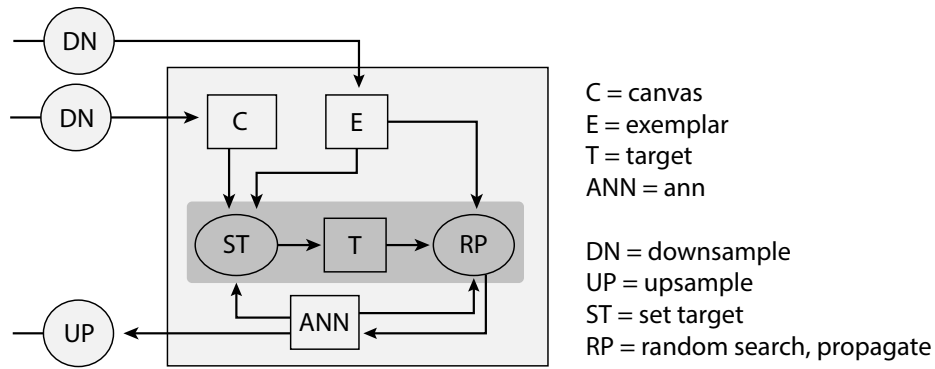 DN
DN
C
E
ST
T
RP
ANN
UP
C = canvas
E = exemplar
T = target
ANN = ann
DN = downsample
UP = upsample
ST = set target
RP = random search, propagate